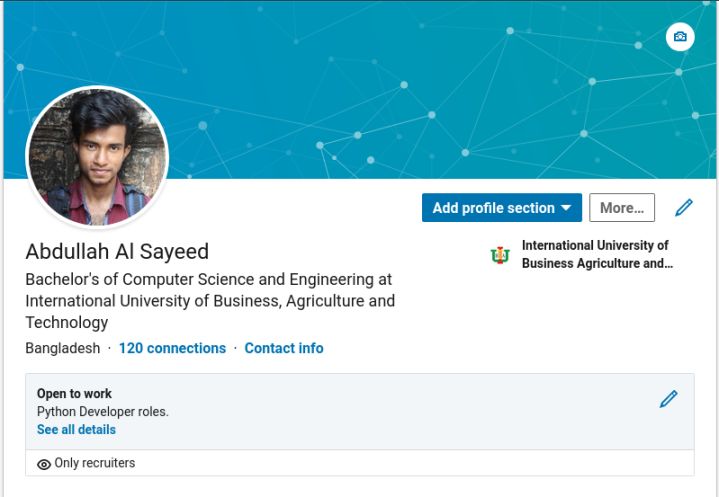 Add profile section
More...
Abdullah Al Sayeed
International University of
Business Agriculture and...
Bachelor's of Computer Science and Engineering at
International University of Business, Agriculture and
Technology
Bangladesh · 120 connections · Contact info
Open to work
Python Developer roles.
See all details
Only recruiters